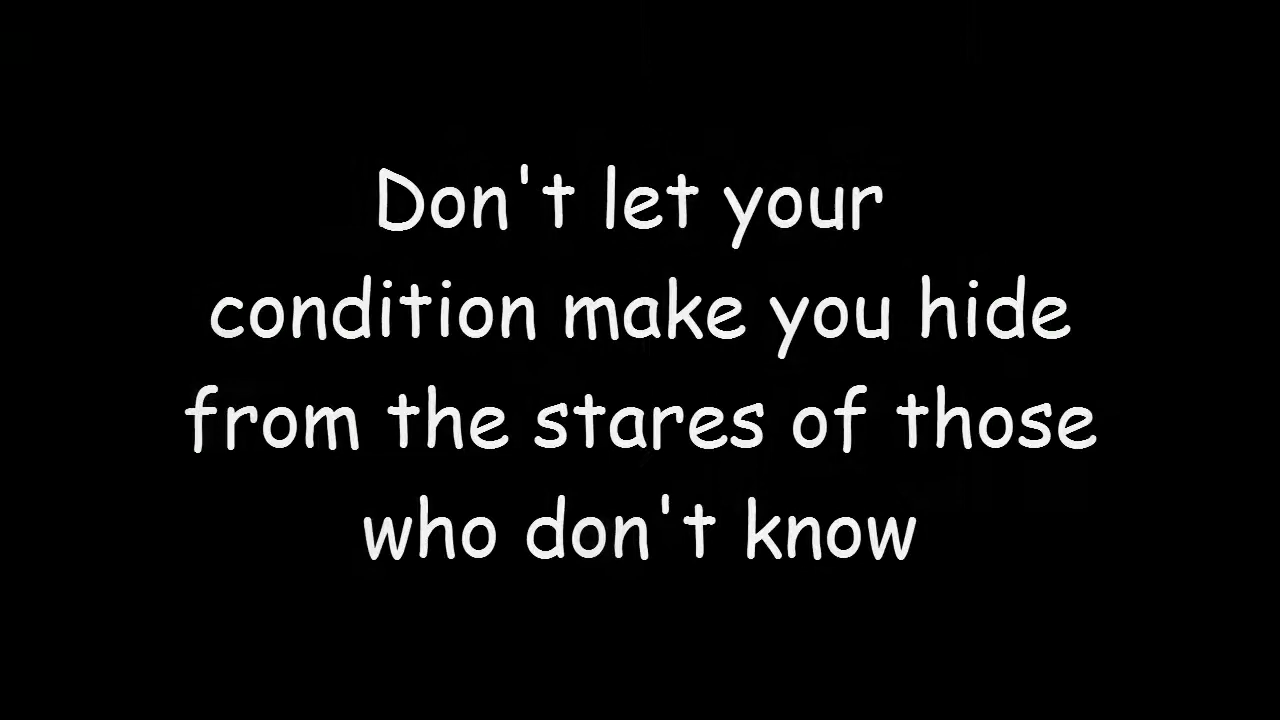 Don't let your
condition make you hide
from the stares of those
who don't know